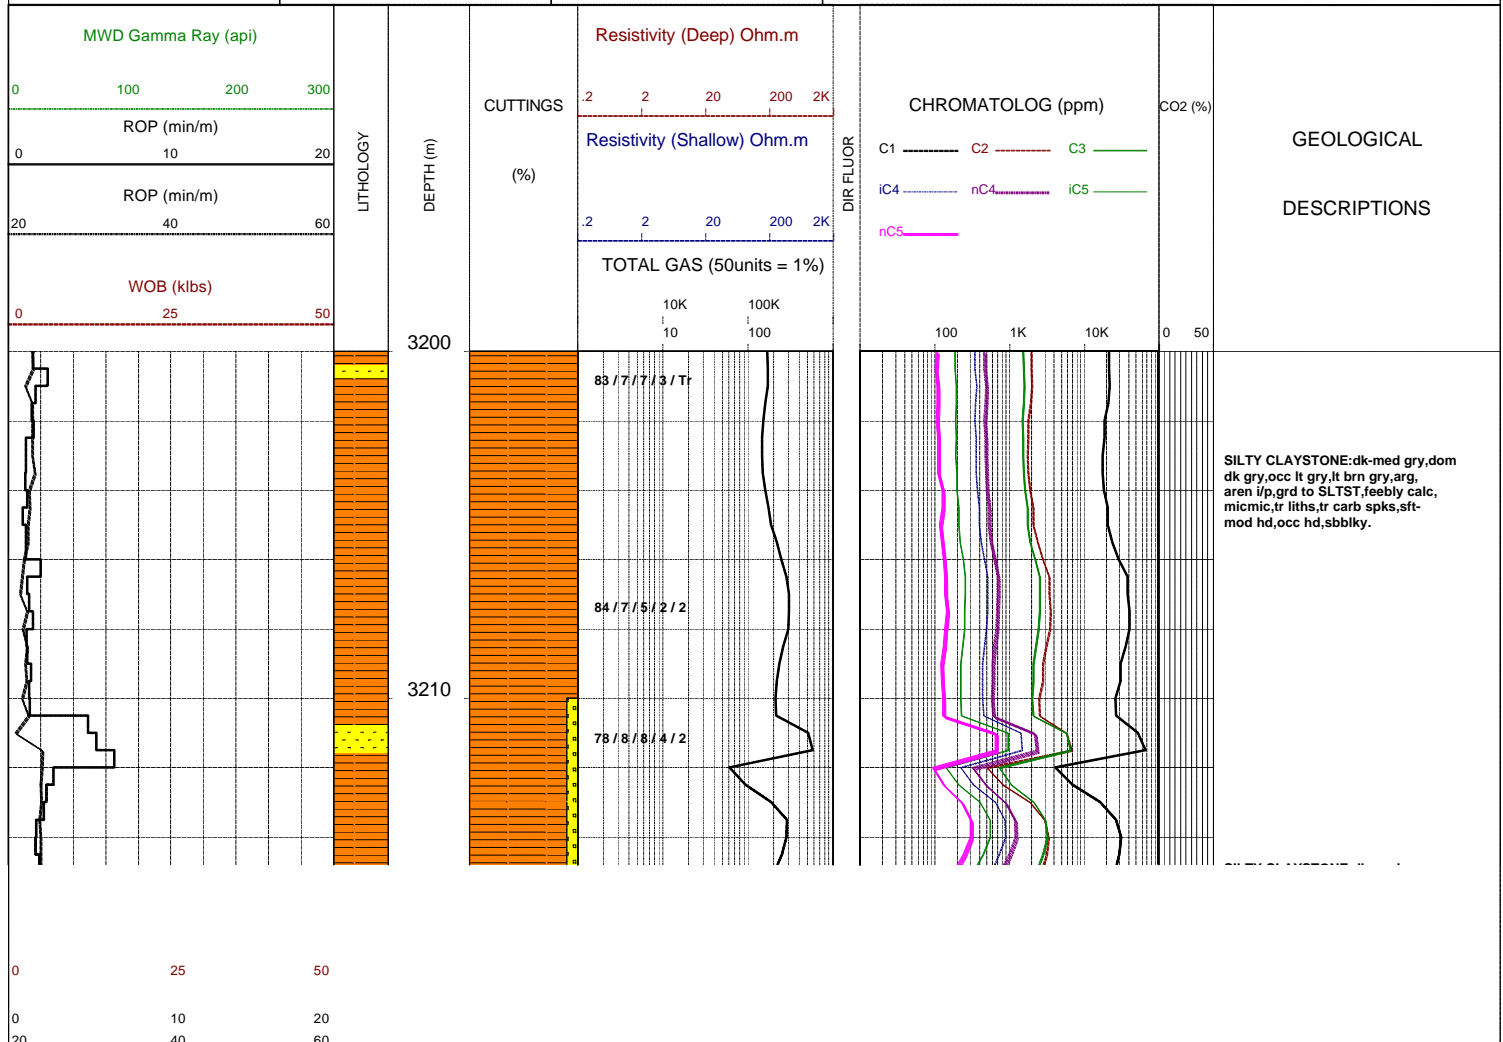 MWD Gamma Ray (api)
0 100 200 300
ROP (min/m)
0 10 20
ROP (min/m)
20 40 60
WOB (klbs)
0 25 50
LITHOLOGY
DEPTH (m)
CUTTINGS
(%)
Resistivity (Deep) Ohm.m
.2 2 20 200 2K
Resistivity (Shallow) Ohm.m
.2 2 20 200 2K
TOTAL GAS (50units = 1%)
10K 100K
10 100
DIR FLUOR
CHROMATOLOG (ppm)
C1 C2 C3
iC4 nC4 iC5
nC5
100 1K 10K
CO2 (%)
0 50
GEOLOGICAL
DESCRIPTIONS
3200
83 / 7 / 7 / 3 / Tr
SILTY CLAYSTONE:dk-med gry,dom
dk gry,occ lt gry,lt brn gry,arg,
aren i/p,grd to SLTST,feebly calc,
micmic,tr liths,tr carb spks,sft-
mod hd,occ hd,sbblky.
84 / 7 / 5 / 2 / 2
3210
78 / 8 / 8 / 4 / 2
0 25 50
0 10 20
20 40 60